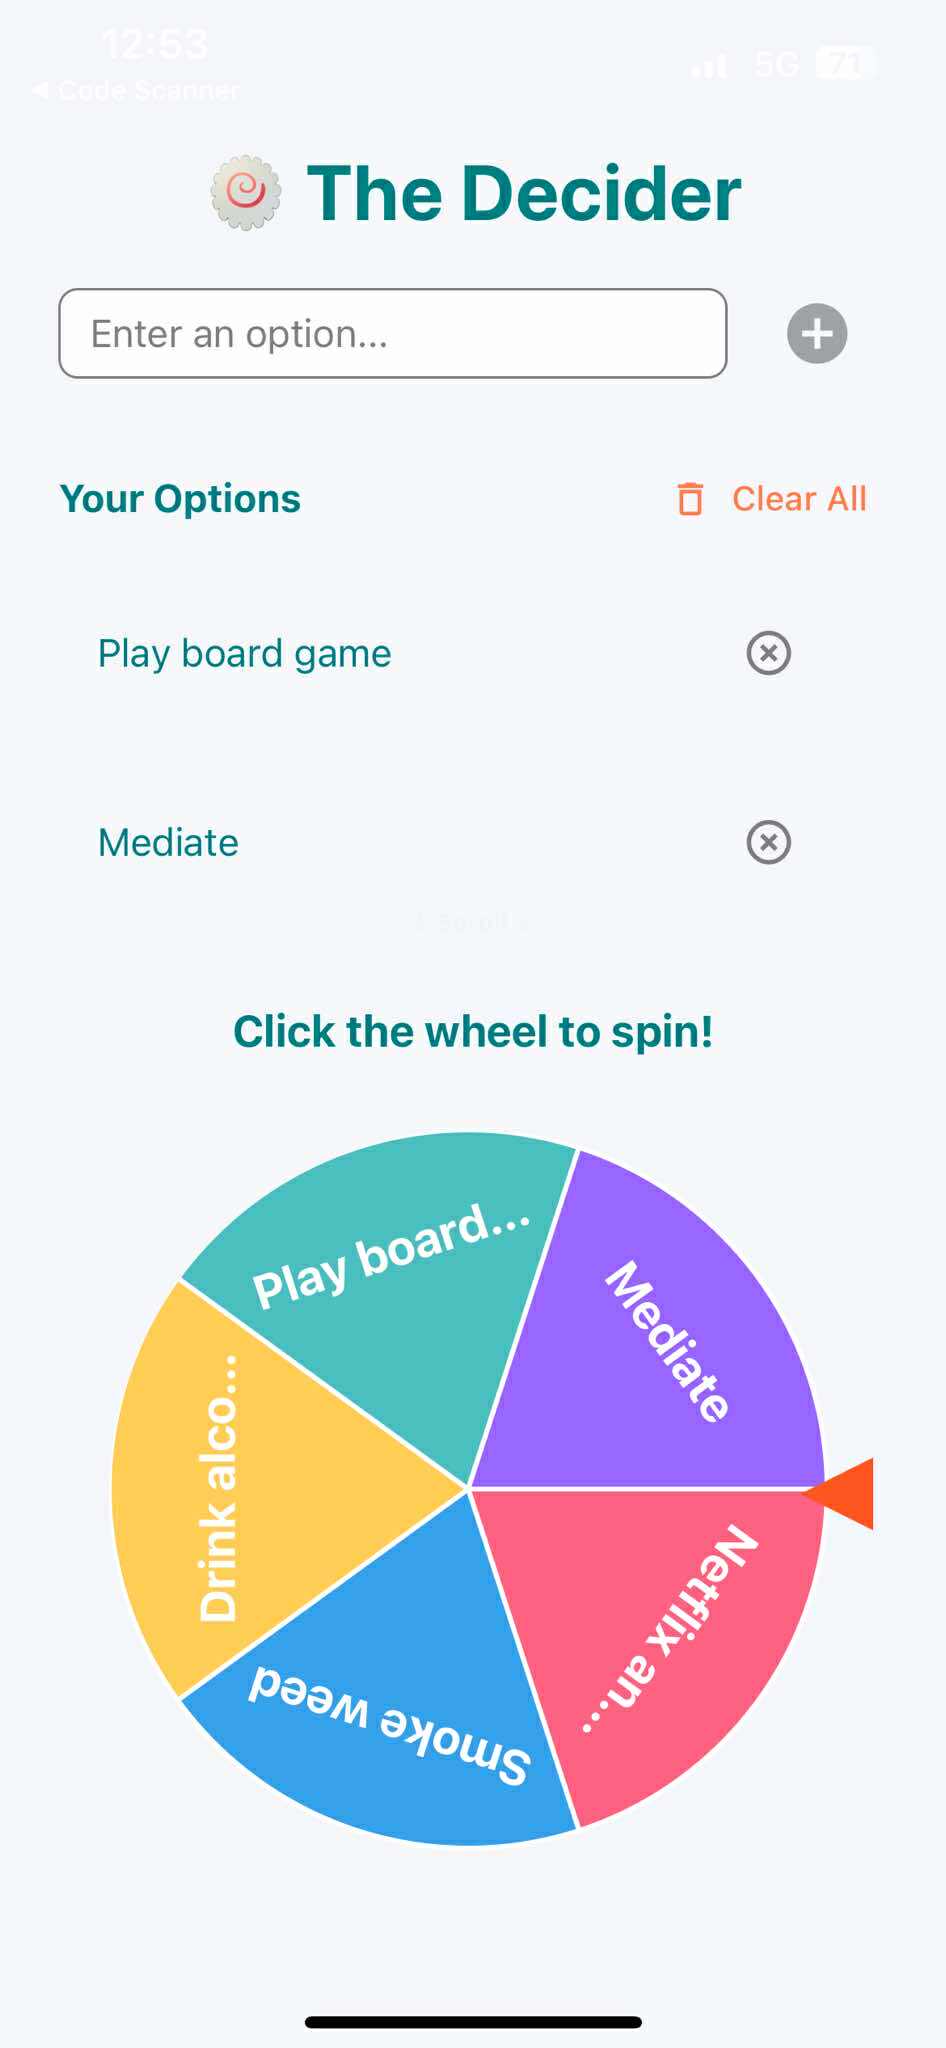 12:53
5G 71
◀ Code Scanner
The Decider
Enter an option...
Your Options
Clear All
Play board game
Mediate
Scroll
Click the wheel to spin!
Play board...
Mediate
Drink alco...
Netflix an...
Smoke weed